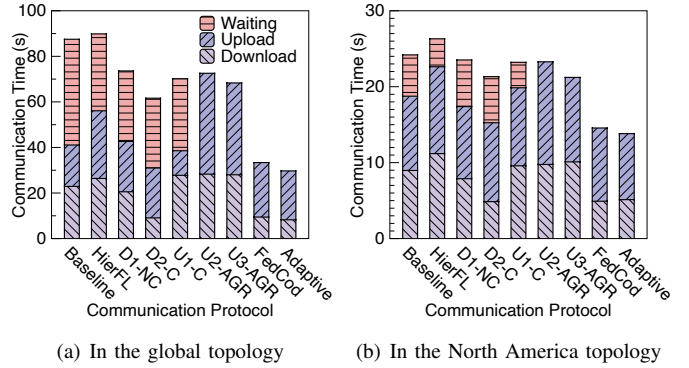 Communication Time (s)
100
80
60
40
20
0
Waiting
Upload
Download
Baseline
HierFL
D1-NC
D2-C
U1-C
U2-AGR
U3-AGR
FedCod
Adaptive
Communication Protocol
(a) In the global topology
Communication Time (s)
30
20
10
0
Baseline
HierFL
D1-NC
D2-C
U1-C
U2-AGR
U3-AGR
FedCod
Adaptive
Communication Protocol
(b) In the North America topology